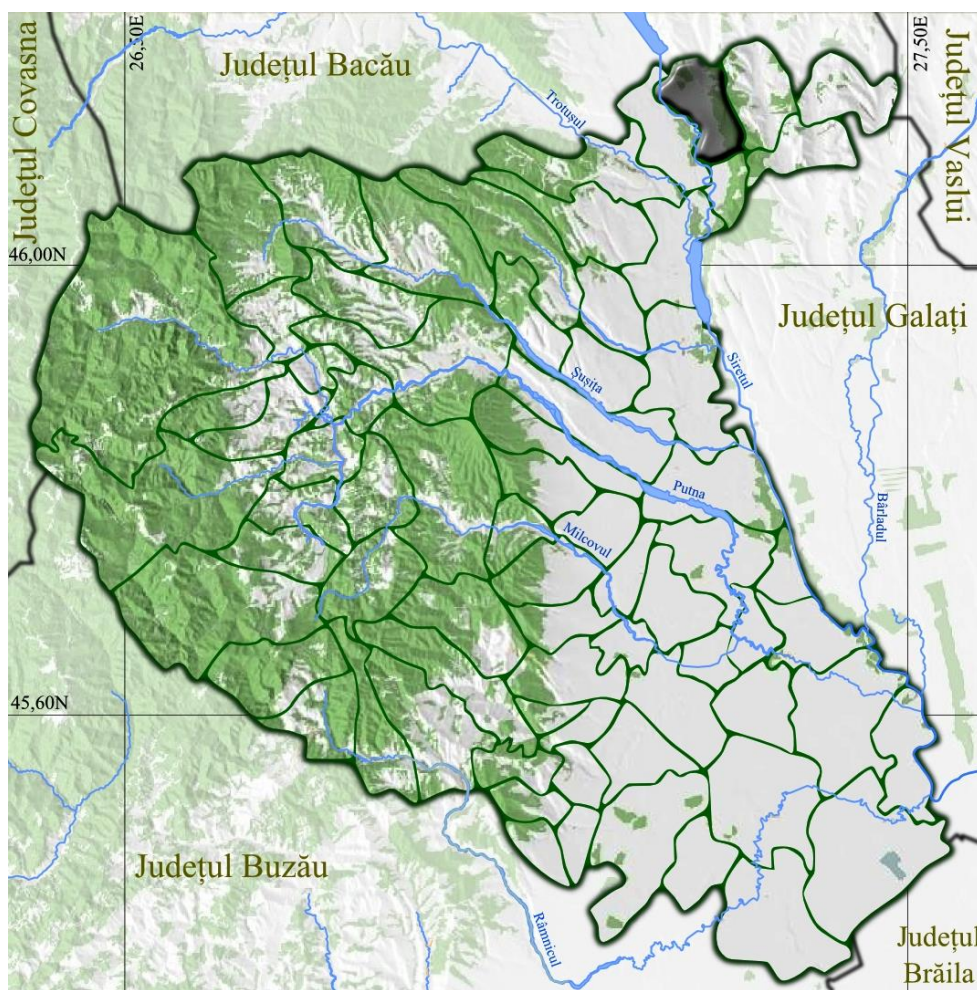 Județul Covasna
26,50E
Județul Bacău
27,50E
Județul Vaslui
Trotușul
46,00N
Județul Galați
Siretul
Șușița
Putna
Bârladul
Milcovul
45,60N
Județul Buzău
Râmnicul
Județul
Brăila